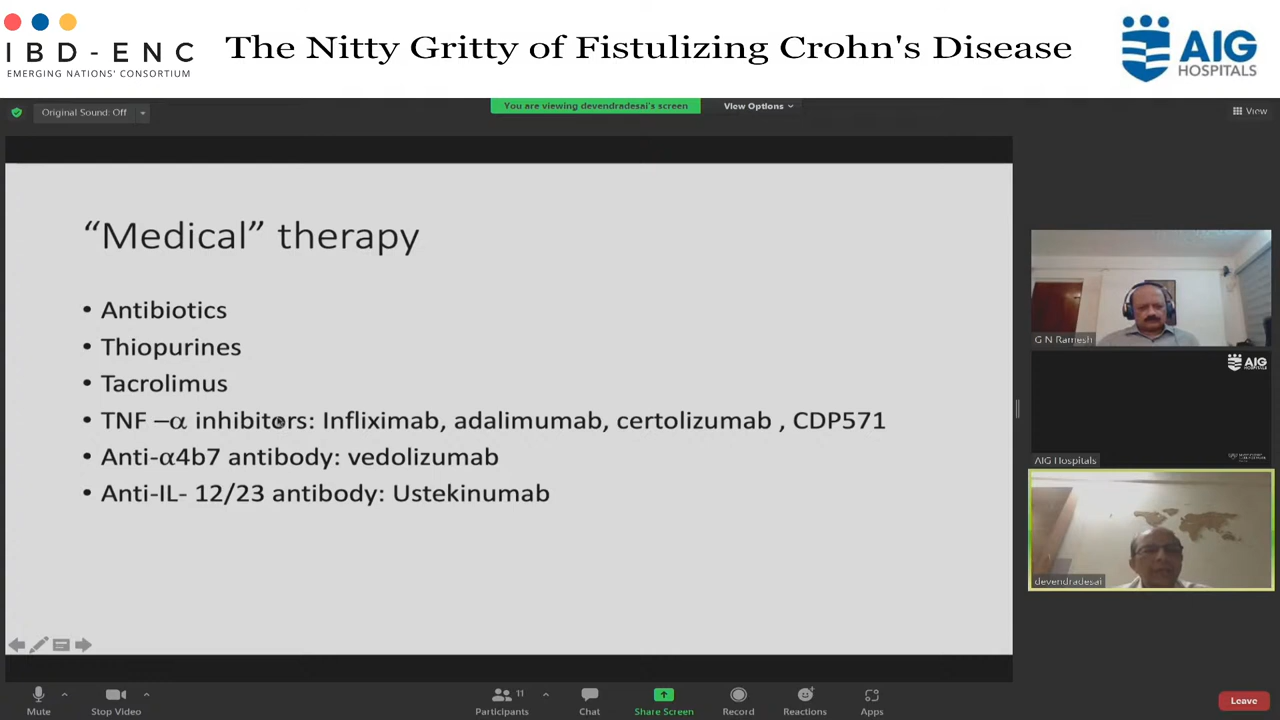 IBD-ENC
EMERGING NATIONS' CONSORTIUM
The Nitty Gritty of Fistulizing Crohn's Disease
AIG
HOSPITALS
Original Sound: Off
You are viewing devendradesai's screen
View Options
View
“Medical” therapy
• Antibiotics
• Thiopurines
• Tacrolimus
• TNF –α inhibitors: Infliximab, adalimumab, certolizumab , CDP571
• Anti-α4b7 antibody: vedolizumab
• Anti-IL- 12/23 antibody: Ustekinumab
G N Ramesh
AIG
HOSPITALS
AIG Hospitals
devendradesai
Mute
Stop Video
Participants
11
Chat
Share Screen
Record
Reactions
Apps
Leave